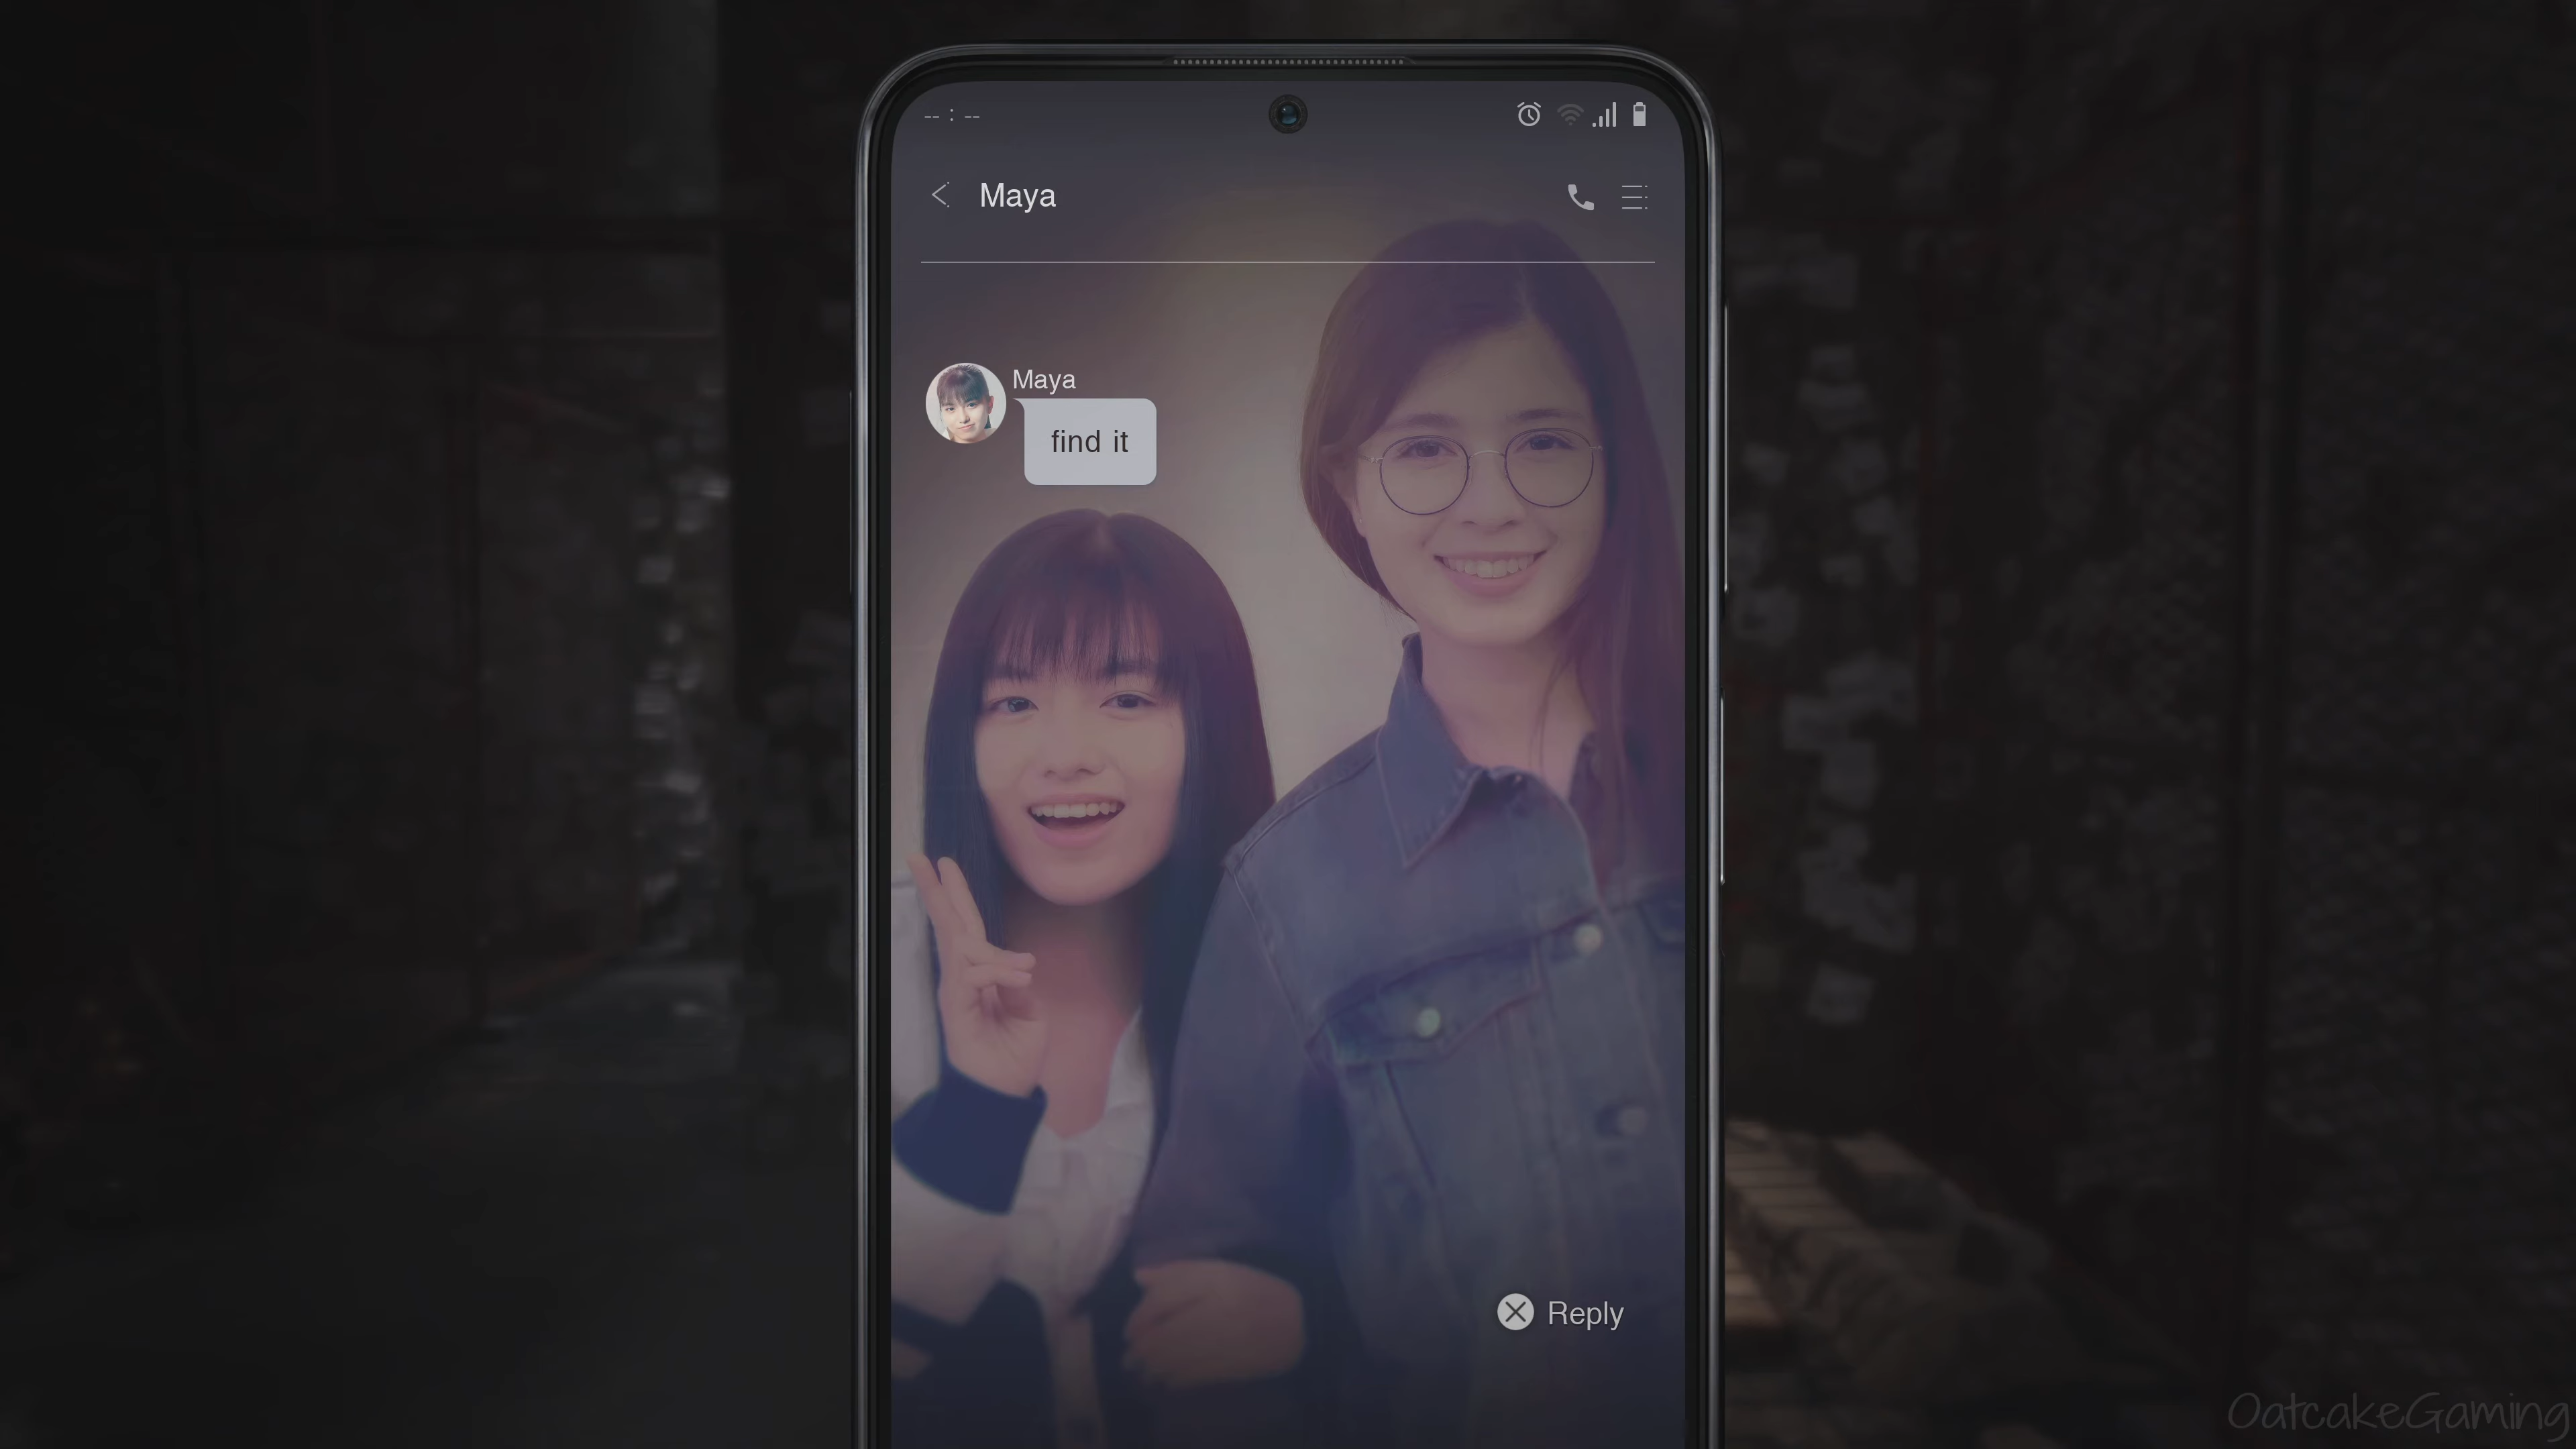 -- : --
Maya
Maya
find it
Reply
OatcakeGaming